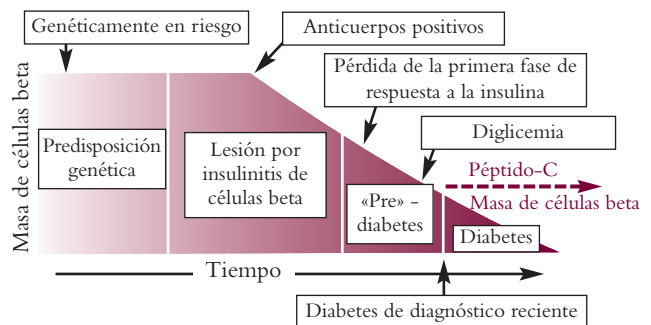 Genéticamente en riesgo
Anticuerpos positivos
Pérdida de la primera fase de
respuesta a la insulina
Diglicemia
Masa de células beta
Predisposición
genética
Lesión por
insulinitis de
células beta
«Pre» -
diabetes
Péptido-C
Masa de células beta
Diabetes
Tiempo
Diabetes de diagnóstico reciente